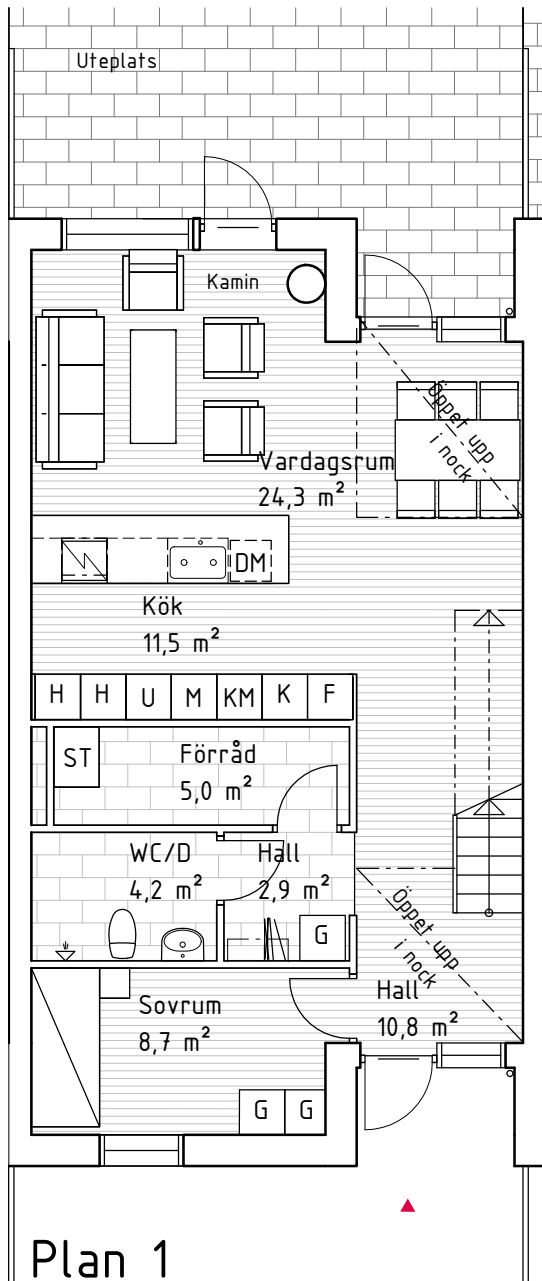 Uteplats
Kamin
Öppet upp
i nock
Vardagsrum
24,3 m²
DM
Kök
11,5 m²
H H U M KM K F
ST
Förråd
5,0 m²
WC/D
4,2 m²
Hall
2,9 m²
G
Öppet upp
i nock
Sovrum
8,7 m²
Hall
10,8 m²
G G
Plan 1